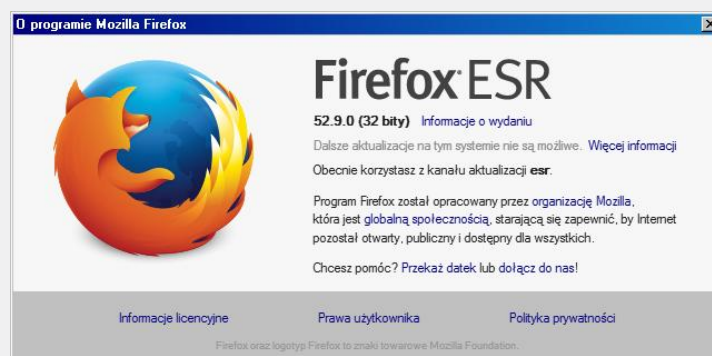 O programie Mozilla Firefox
Firefox ESR
52.9.0 (32 bity) Informacje o wydaniu
Dalsze aktualizacje na tym systemie nie są możliwe. Więcej informacji
Obecnie korzystasz z kanału aktualizacji esr.
Program Firefox został opracowany przez organizację Mozilla,
która jest globalną społecznością, starającą się zapewnić, by Internet
pozostał otwarty, publiczny i dostępny dla wszystkich.
Chcesz pomóc? Przekaż datek lub dołącz do nas!
Informacje licencyjne Prawa użytkownika Polityka prywatności
Firefox oraz logotyp Firefox to znaki towarowe Mozilla Foundation.